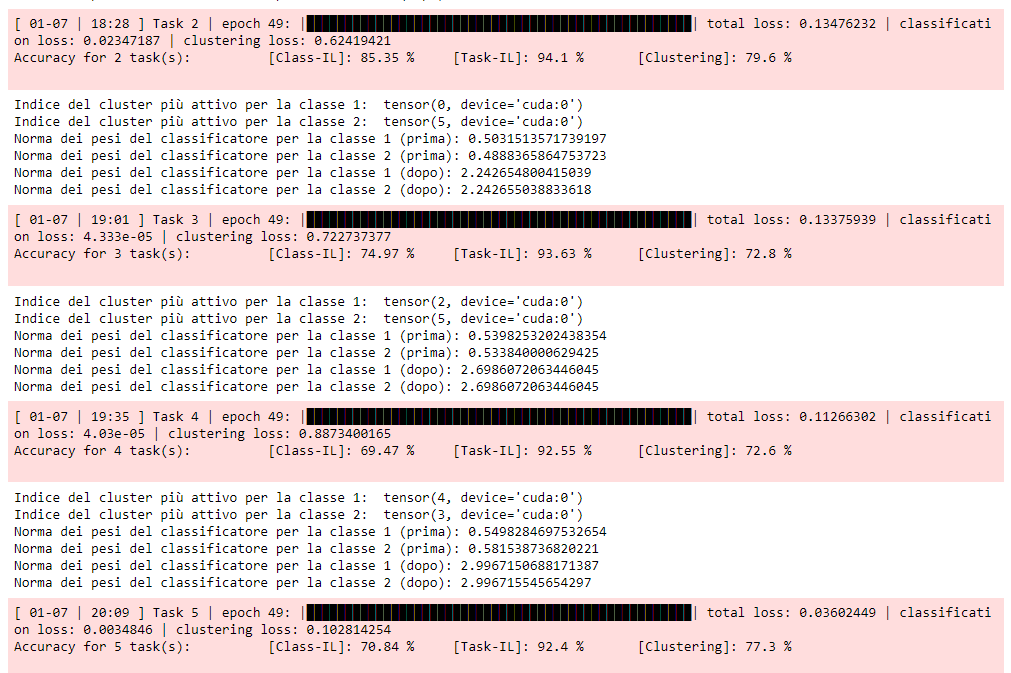 [ 01-07 | 18:28 ] Task 2 | epoch 49: || total loss: 0.13476232 | classificati
on loss: 0.02347187 | clustering loss: 0.62419421
Accuracy for 2 task(s): [Class-IL]: 85.35 % [Task-IL]: 94.1 % [Clustering]: 79.6 %
Indice del cluster più attivo per la classe 1: tensor(0, device='cuda:0')
Indice del cluster più attivo per la classe 2: tensor(5, device='cuda:0')
Norma dei pesi del classificatore per la classe 1 (prima): 0.5031513571739197
Norma dei pesi del classificatore per la classe 2 (prima): 0.4888365864753723
Norma dei pesi del classificatore per la classe 1 (dopo): 2.242654800415039
Norma dei pesi del classificatore per la classe 2 (dopo): 2.242655038833618
[ 01-07 | 19:01 ] Task 3 | epoch 49: || total loss: 0.13375939 | classificati
on loss: 4.333e-05 | clustering loss: 0.722737377
Accuracy for 3 task(s): [Class-IL]: 74.97 % [Task-IL]: 93.63 % [Clustering]: 72.8 %
Indice del cluster più attivo per la classe 1: tensor(2, device='cuda:0')
Indice del cluster più attivo per la classe 2: tensor(5, device='cuda:0')
Norma dei pesi del classificatore per la classe 1 (prima): 0.5398253202438354
Norma dei pesi del classificatore per la classe 2 (prima): 0.533840000629425
Norma dei pesi del classificatore per la classe 1 (dopo): 2.6986072063446045
Norma dei pesi del classificatore per la classe 2 (dopo): 2.6986072063446045
[ 01-07 | 19:35 ] Task 4 | epoch 49: || total loss: 0.11266302 | classificati
on loss: 4.03e-05 | clustering loss: 0.8873400165
Accuracy for 4 task(s): [Class-IL]: 69.47 % [Task-IL]: 92.55 % [Clustering]: 72.6 %
Indice del cluster più attivo per la classe 1: tensor(4, device='cuda:0')
Indice del cluster più attivo per la classe 2: tensor(3, device='cuda:0')
Norma dei pesi del classificatore per la classe 1 (prima): 0.5498284697532654
Norma dei pesi del classificatore per la classe 2 (prima): 0.581538736820221
Norma dei pesi del classificatore per la classe 1 (dopo): 2.9967150688171387
Norma dei pesi del classificatore per la classe 2 (dopo): 2.996715545654297
[ 01-07 | 20:09 ] Task 5 | epoch 49: || total loss: 0.03602449 | classificati
on loss: 0.0034846 | clustering loss: 0.102814254
Accuracy for 5 task(s): [Class-IL]: 70.84 % [Task-IL]: 92.4 % [Clustering]: 77.3 %